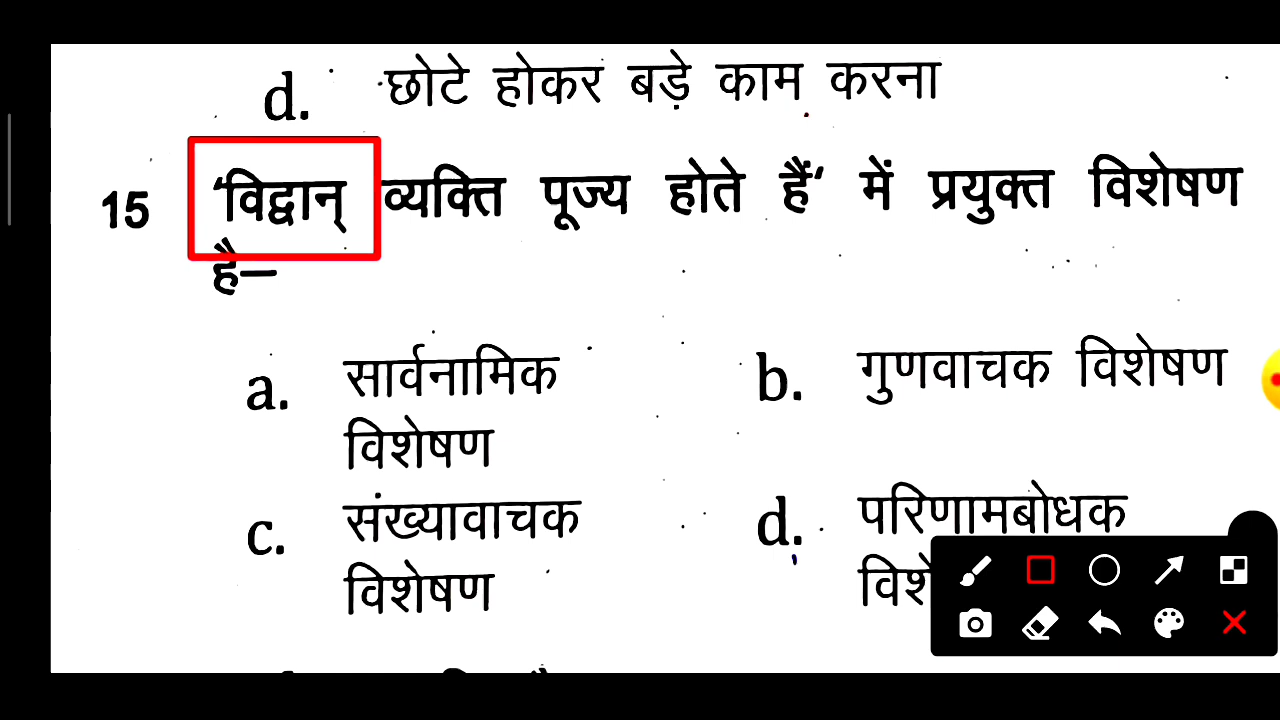 d. छोटे होकर बड़े काम करना
15 'विद्वान् व्यक्ति पूज्य होते हैं' में प्रयुक्त विशेषण
है–
a. सार्वनामिक b. गुणवाचक विशेषण
विशेषण
c. संख्यावाचक d. परिणामबोधक
विशेषण